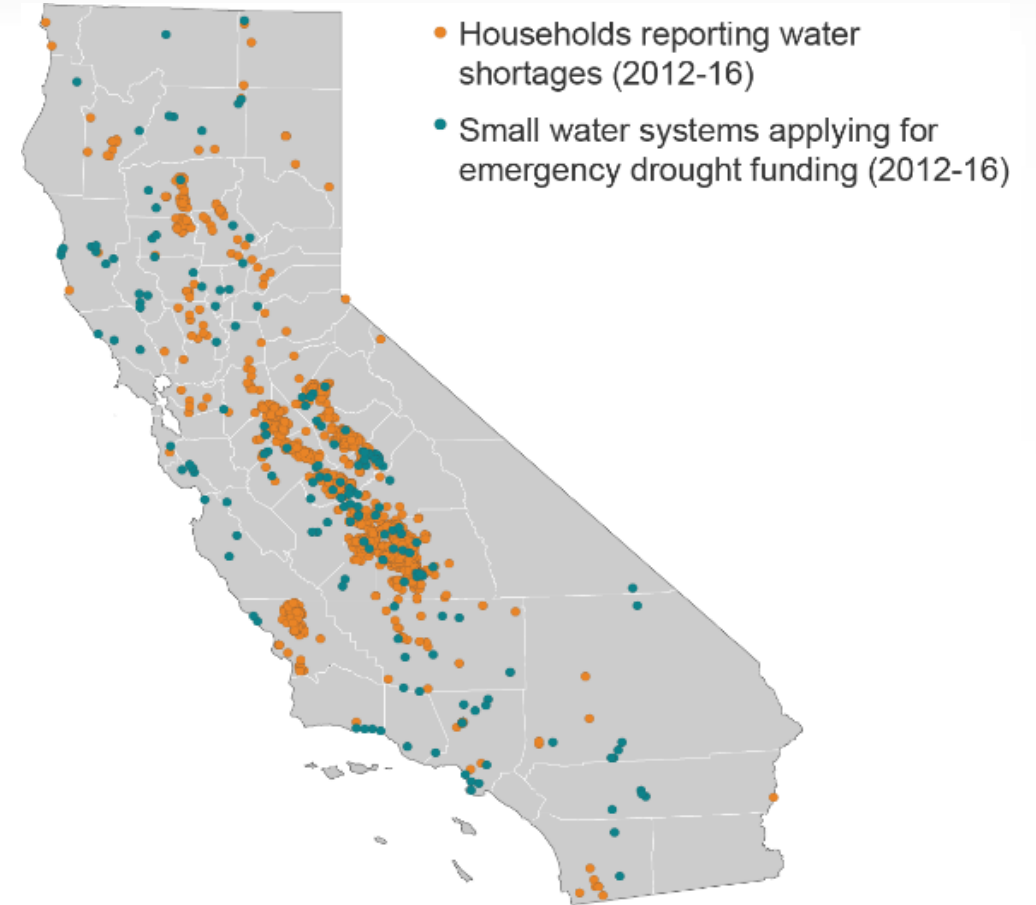 Households reporting water
shortages (2012-16)
Small water systems applying for
emergency drought funding (2012-16)